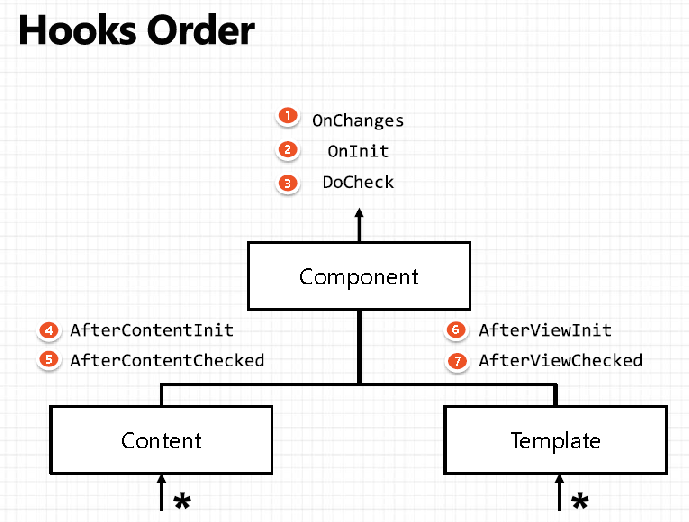 Hooks Order
1 OnChanges
2 OnInit
3 DoCheck
Component
4 AfterContentInit
5 AfterContentChecked
6 AfterViewInit
7 AfterViewChecked
Content
Template
*
*